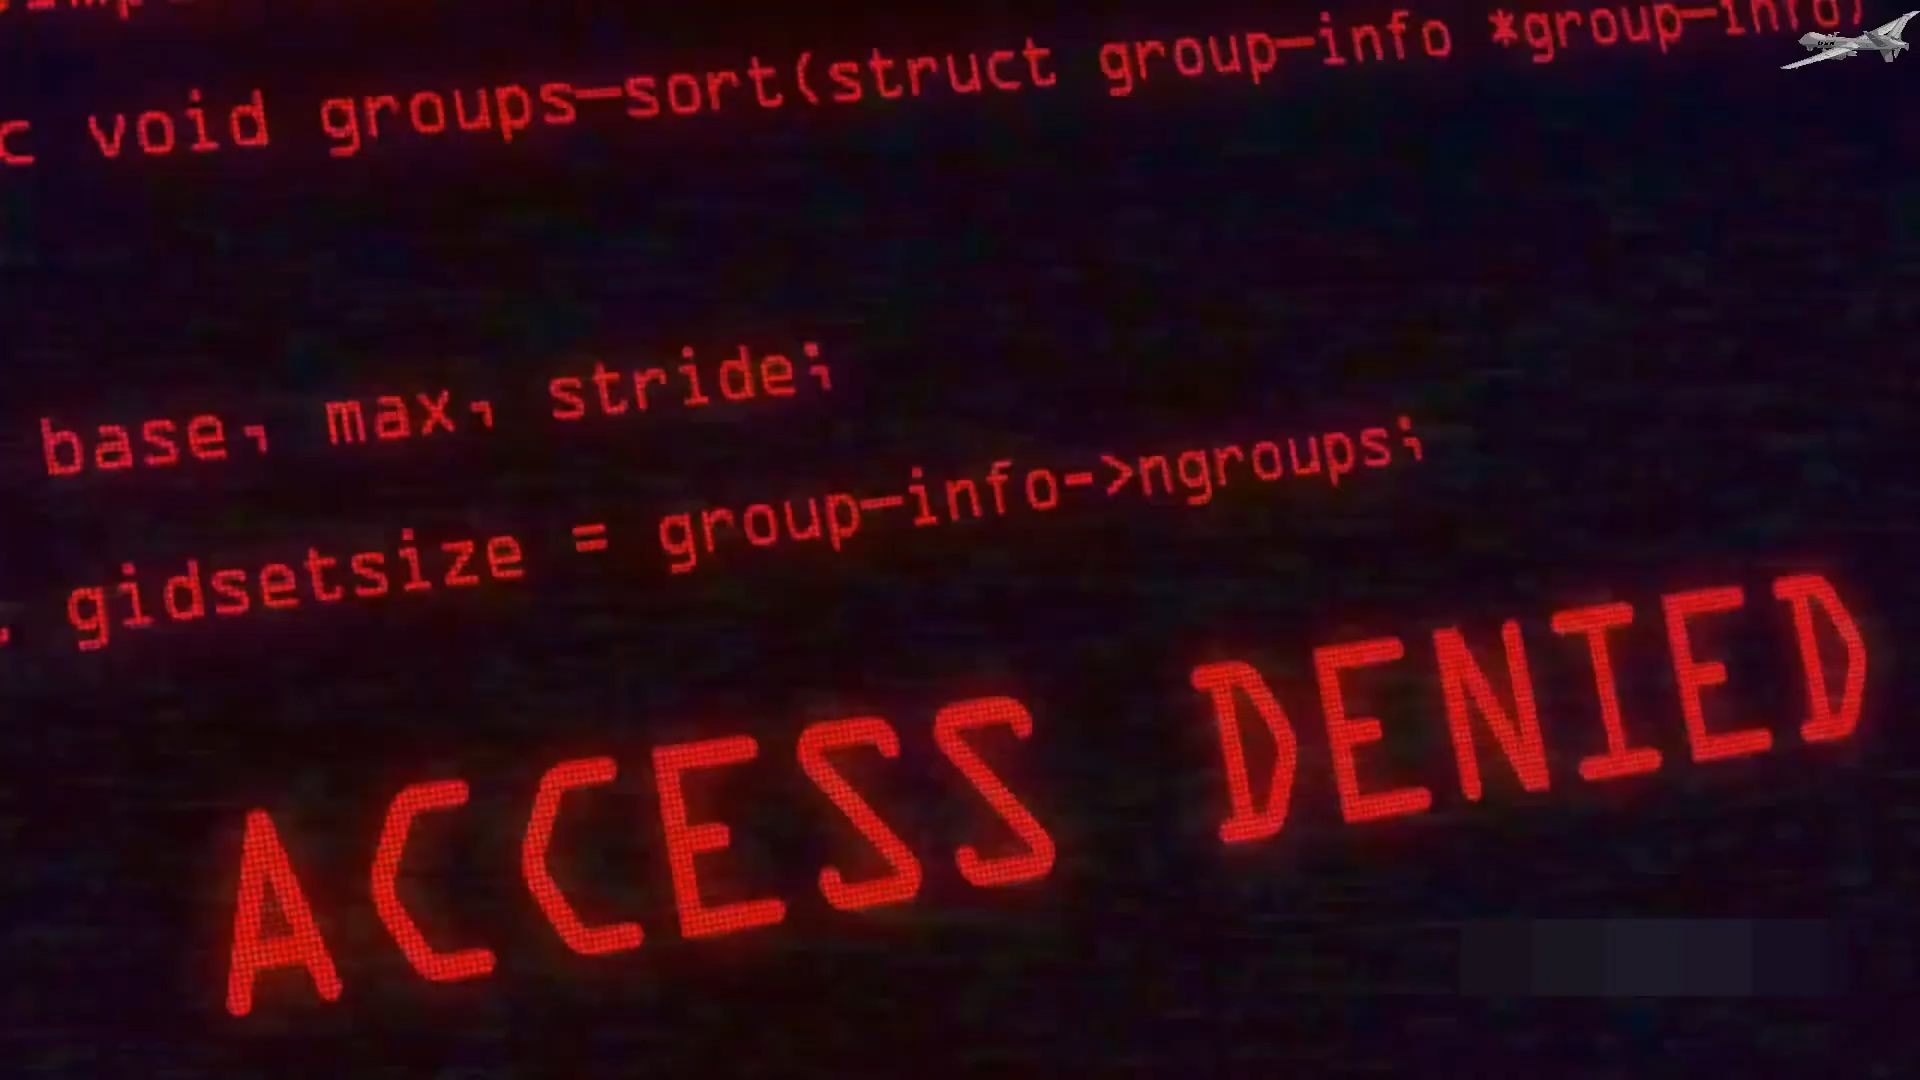 c void groups-sort(struct group-info *group-info)
base, max, stride;
gidsetsize = group-info->ngroups;
ACCESS DENIED